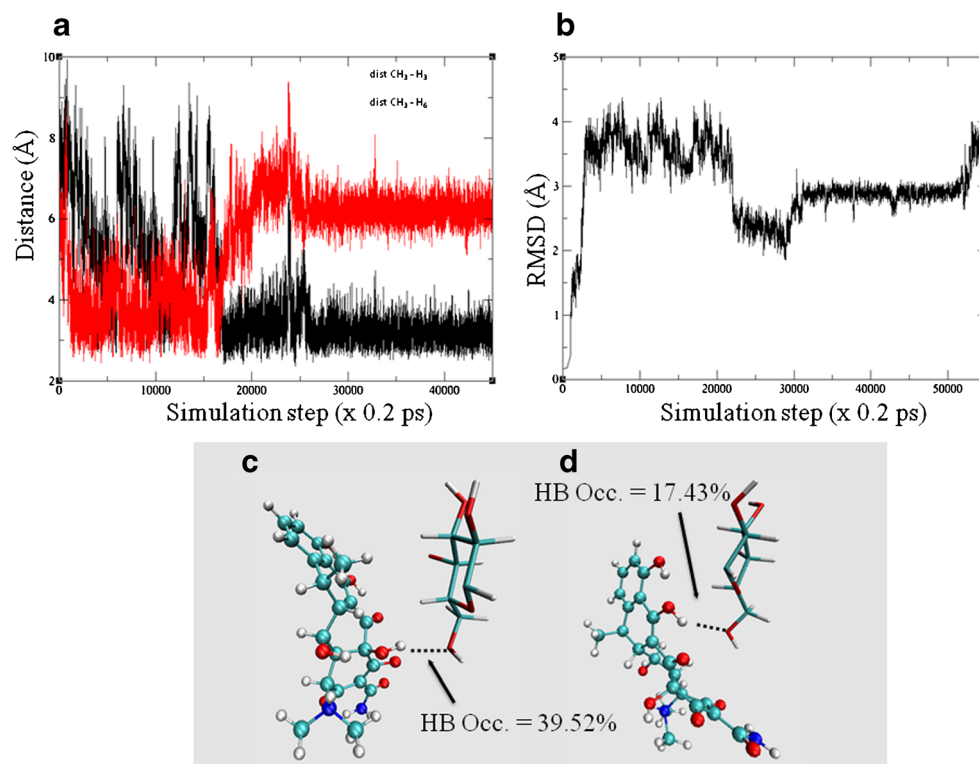 a
10
8
6
4
2
Distance (Å)
dist CH₃-H₃
dist CH₃-H₆
0
10000
20000
30000
40000
Simulation step (x 0.2 ps)
b
5
4
3
2
1
0
RMSD (Å)
0
10000
20000
30000
40000
50000
Simulation step (x 0.2 ps)
c
HB Occ. = 39.52%
d
HB Occ. = 17.43%